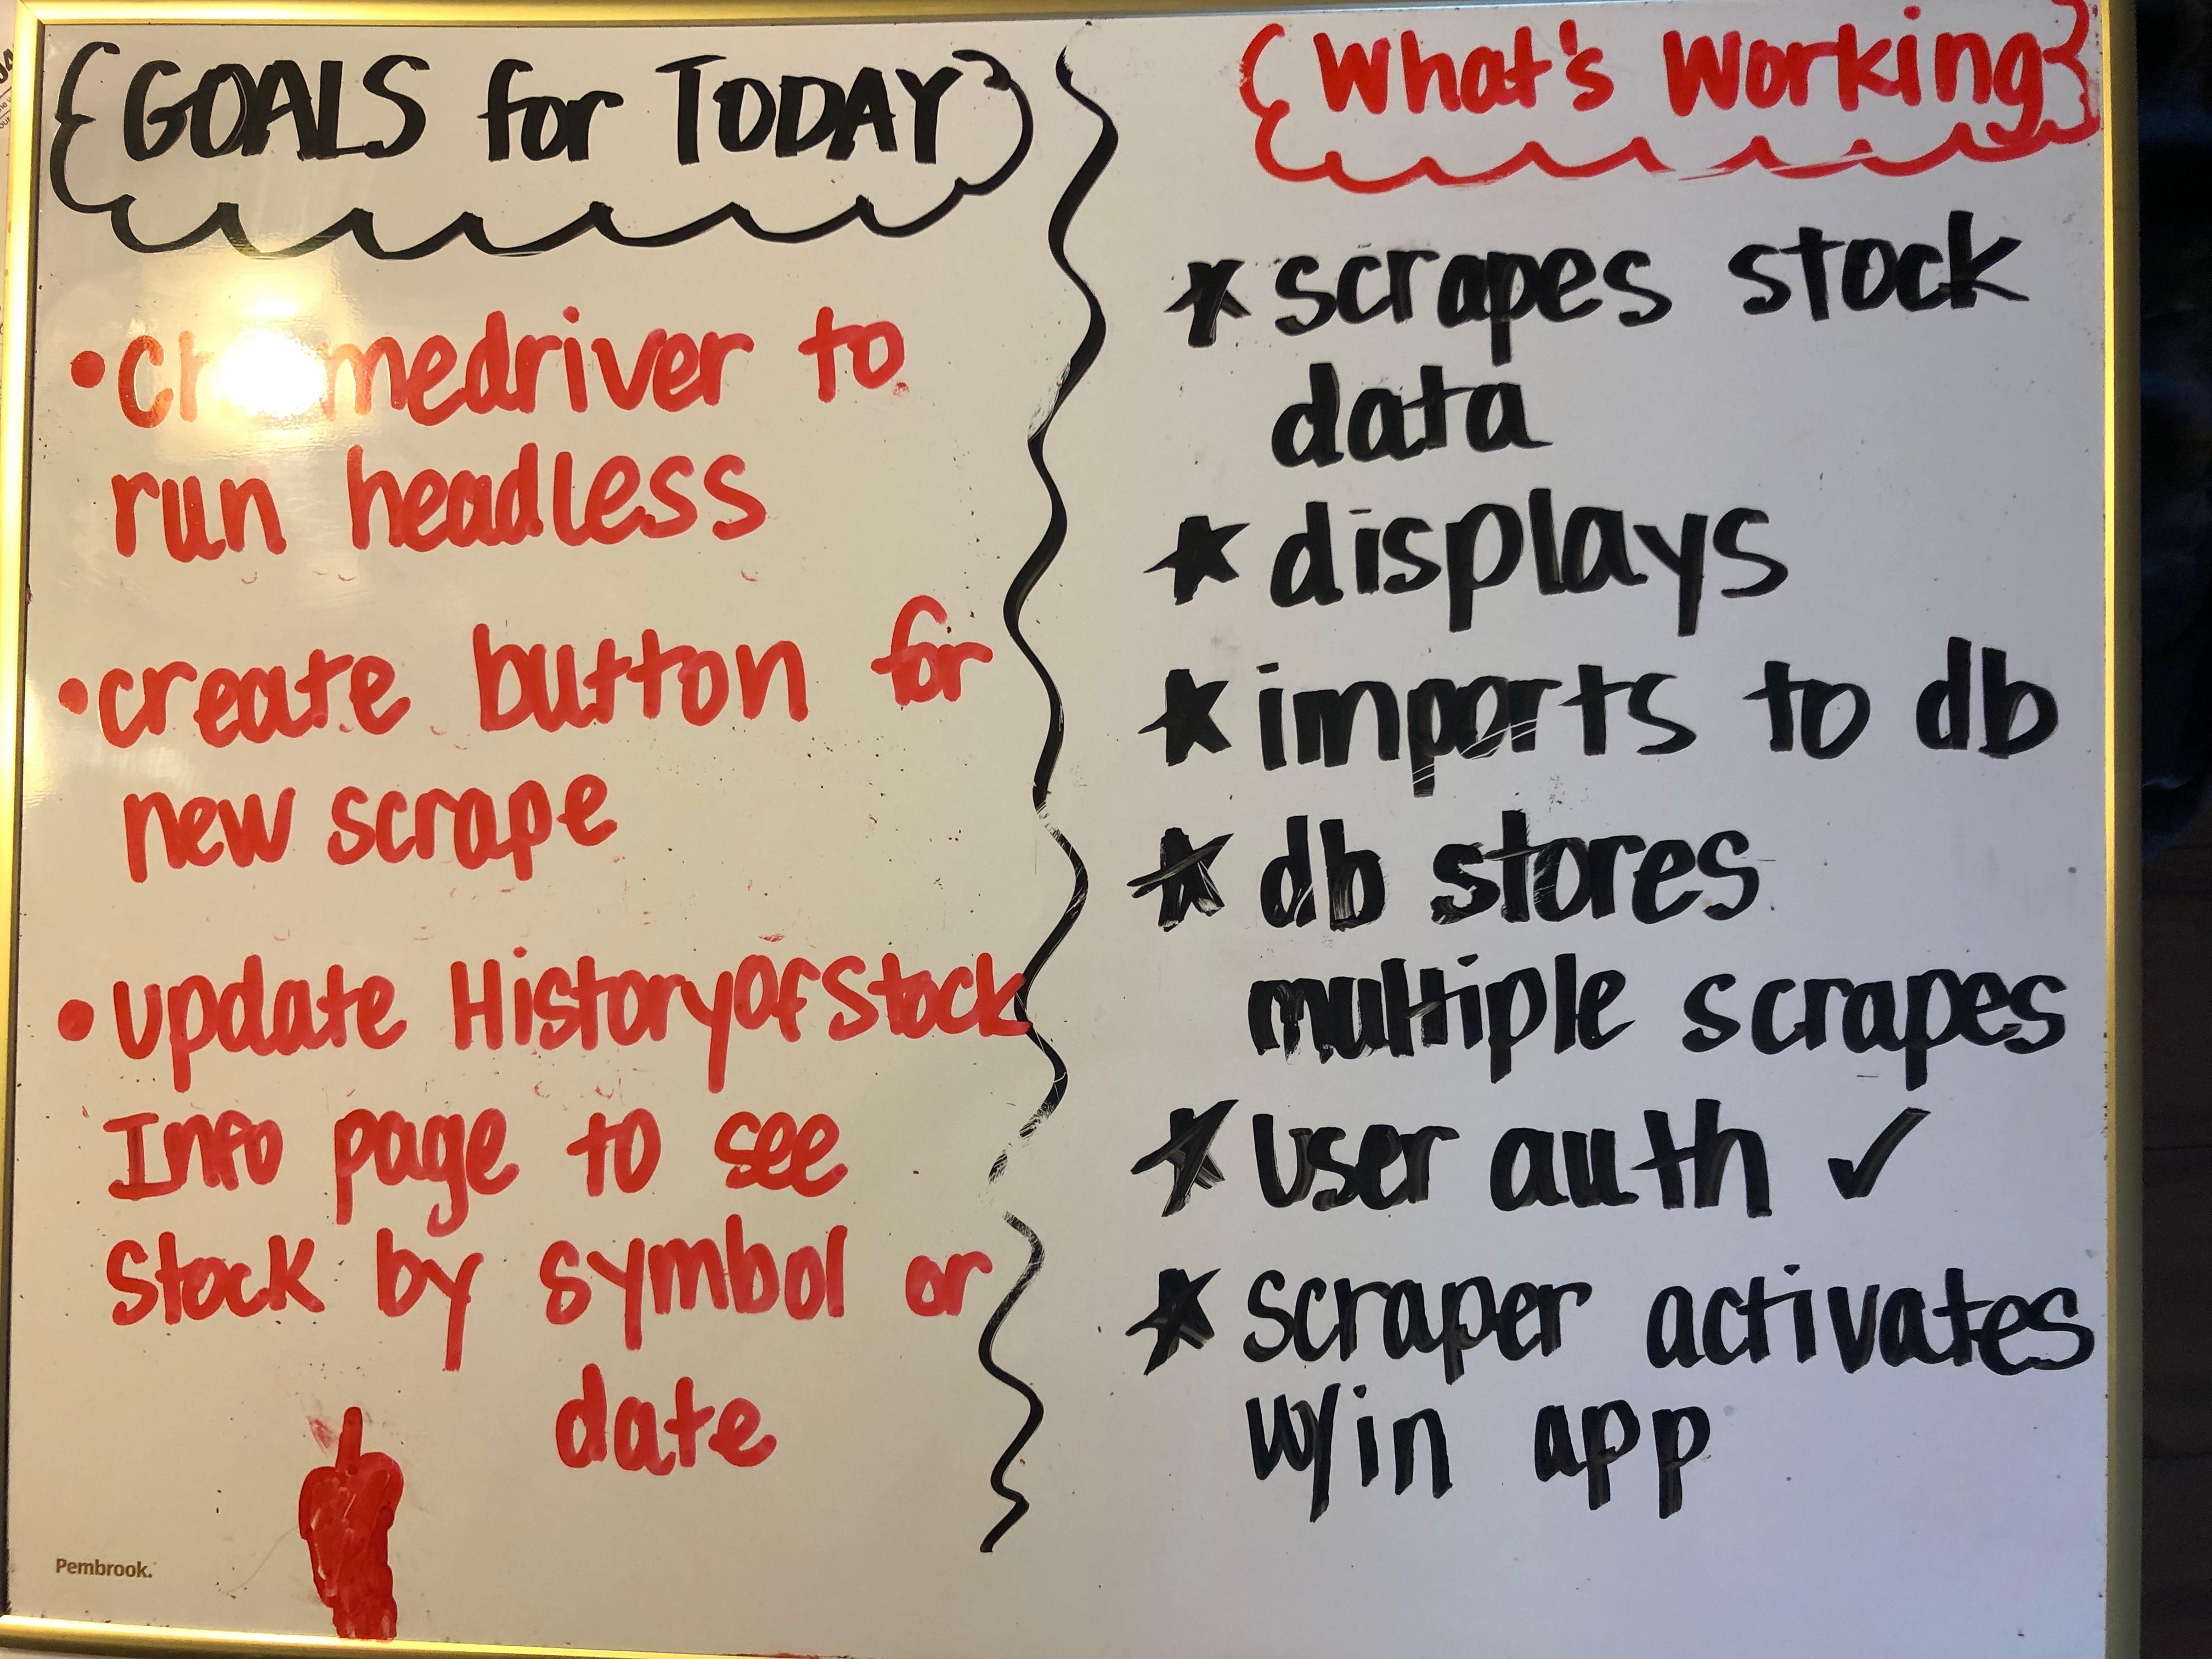 GOALS for TODAY
• medriver to
run headless
• create button for
new scrape
• update HistoryofStock
Info page to see
stock by symbol or
date
What's Working
* scrapes stock
data
* displays
* imports to db
* db stores
multiple scrapes
* user auth ✓
* scraper activates
w/in app
Pembrook.